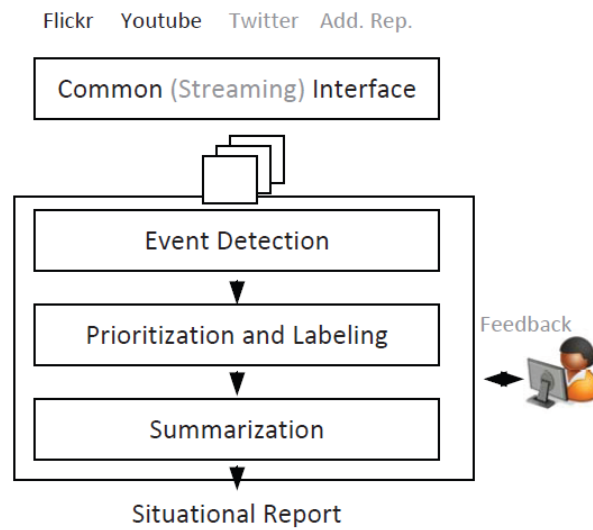 Flickr Youtube Twitter Add. Rep.
Common (Streaming) Interface
Event Detection
Prioritization and Labeling
Feedback
Summarization
Situational Report